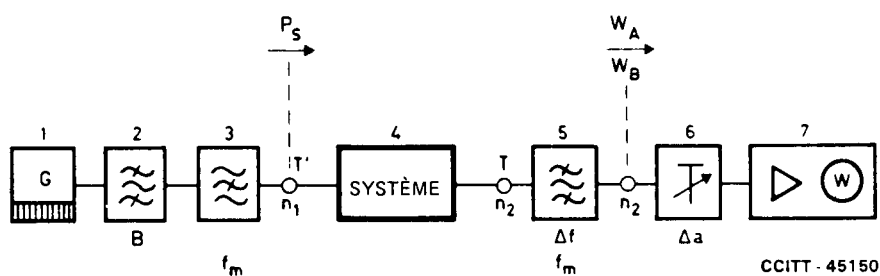 P_S
W_A
W_B
1 2 3 4 5 6 7
G
T'
SYSTÈME
T
W
n_1
n_2
n_2
B
Δf
Δa
f_m
f_m
CCITT - 45150